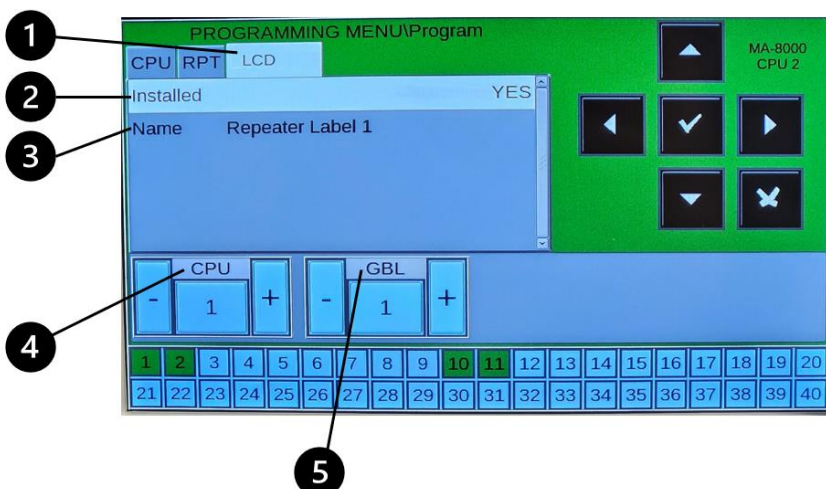 PROGRAMMING MENU\Program
MA-8000
CPU 2
CPU RPT LCD
Installed YES
Name Repeater Label 1
CPU GBL
- 1 + - 1 +
1 2 3 4 5 6 7 8 9 10 11 12 13 14 15 16 17 18 19 20
21 22 23 24 25 26 27 28 29 30 31 32 33 34 35 36 37 38 39 40
1
2
3
4
5